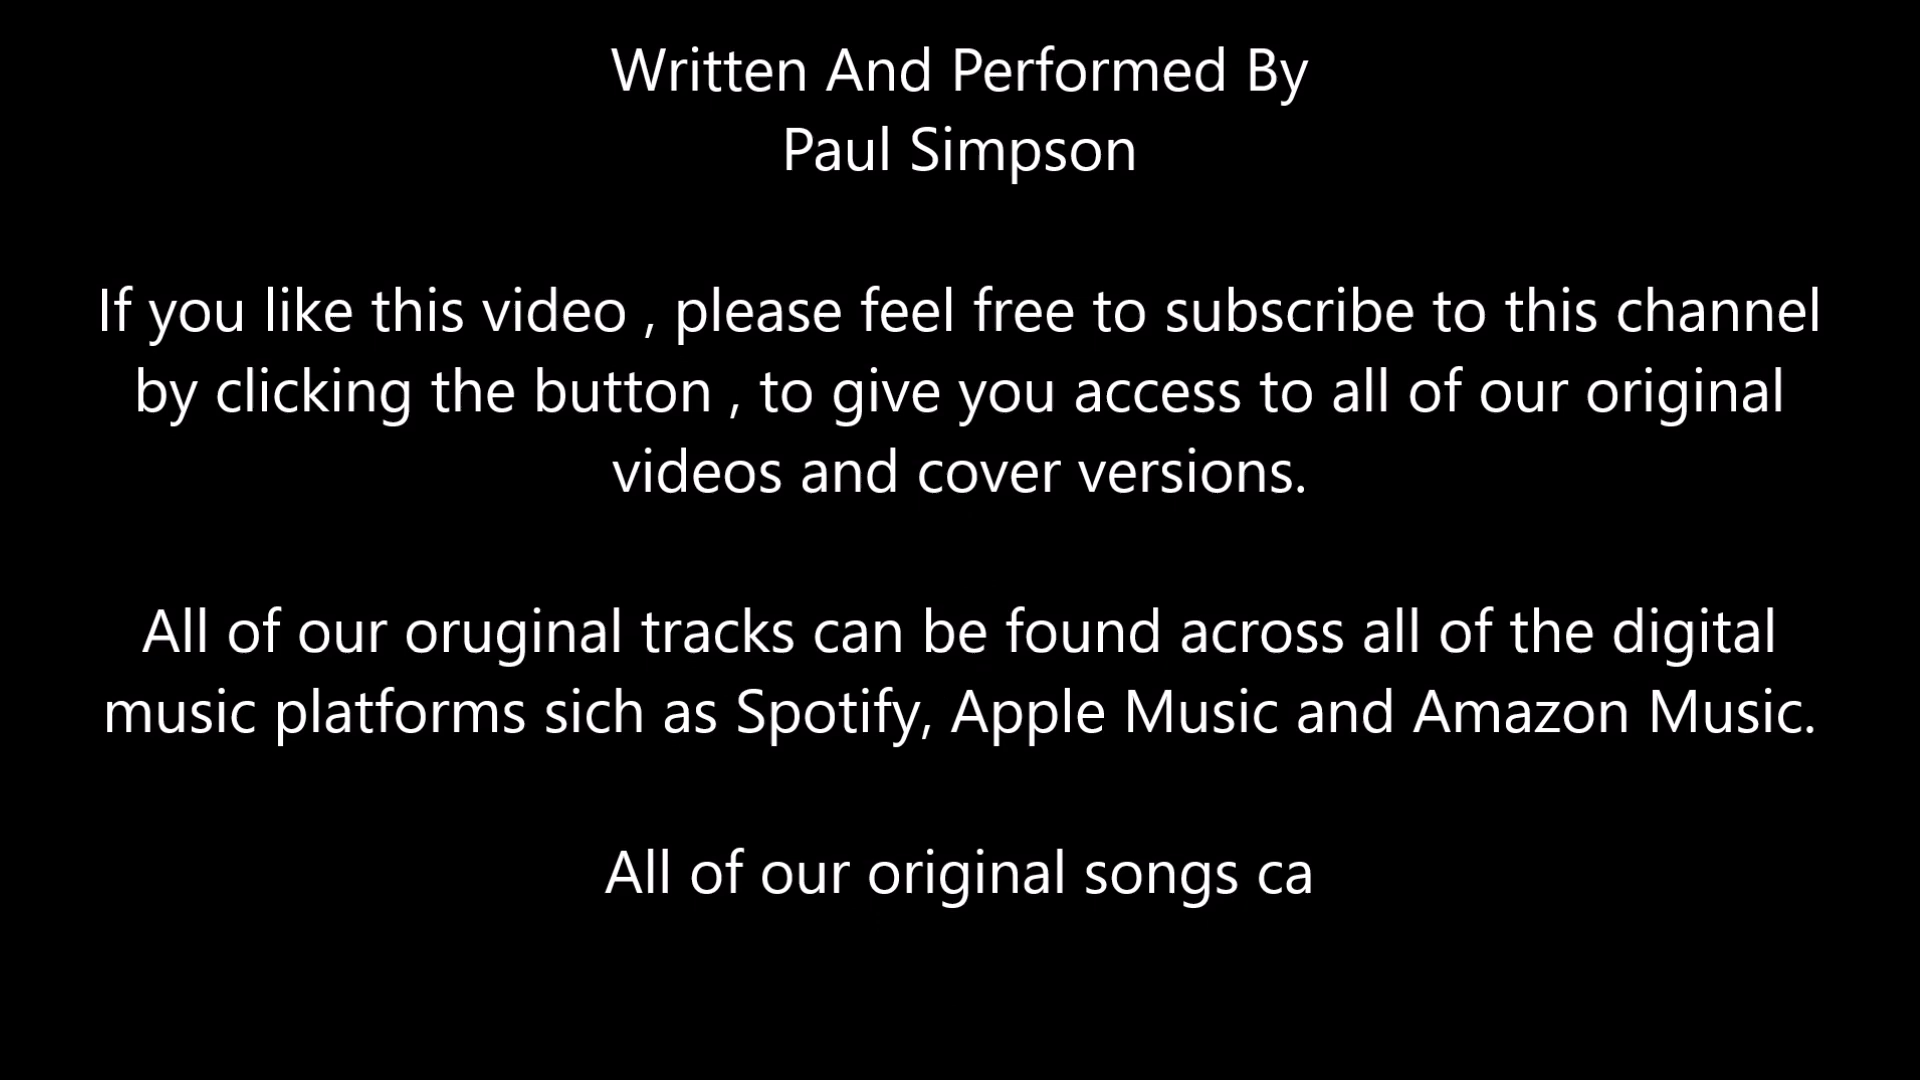 Written And Performed By
Paul Simpson
If you like this video , please feel free to subscribe to this channel
by clicking the button , to give you access to all of our original
videos and cover versions.
All of our oruginal tracks can be found across all of the digital
music platforms sich as Spotify, Apple Music and Amazon Music.
All of our original songs ca